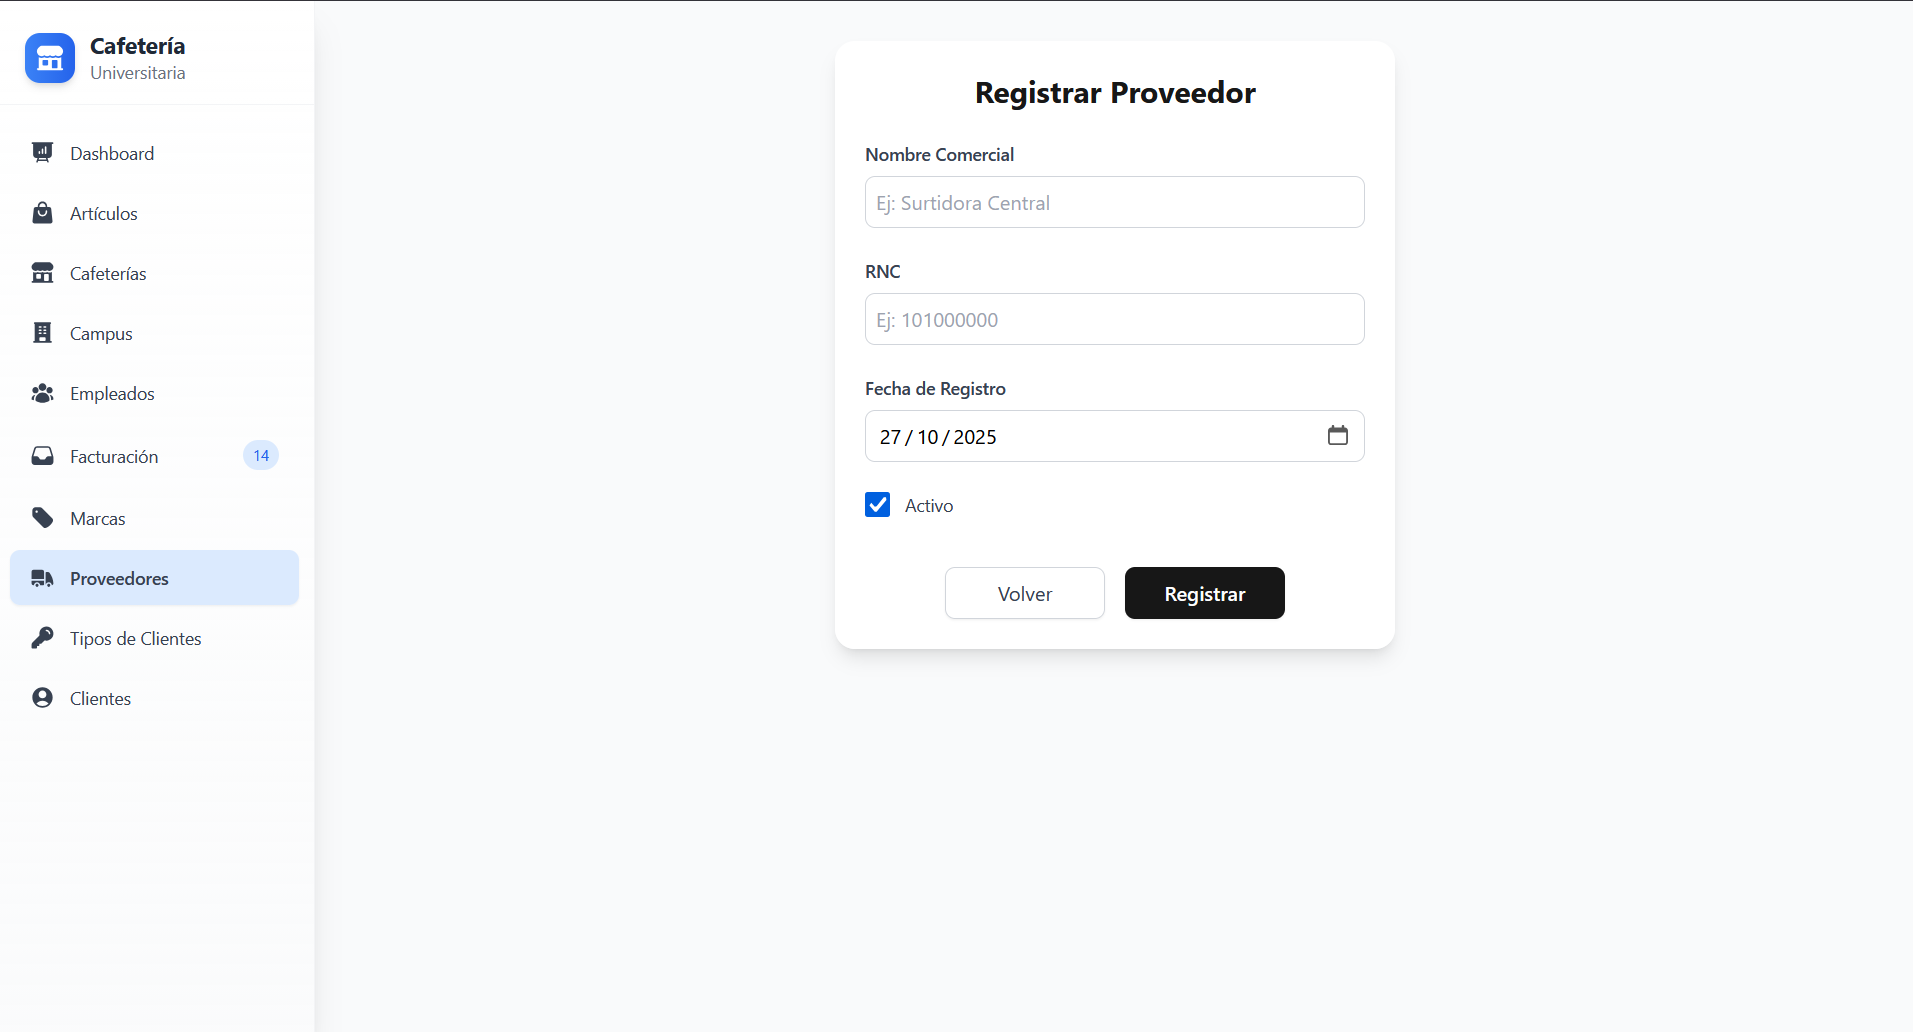 Cafetería
Universitaria
Dashboard
Artículos
Cafeterías
Campus
Empleados
Facturación 14
Marcas
Proveedores
Tipos de Clientes
Clientes
Registrar Proveedor
Nombre Comercial
Ej: Surtidora Central
RNC
Ej: 101000000
Fecha de Registro
27/10/2025
Activo
Volver Registrar